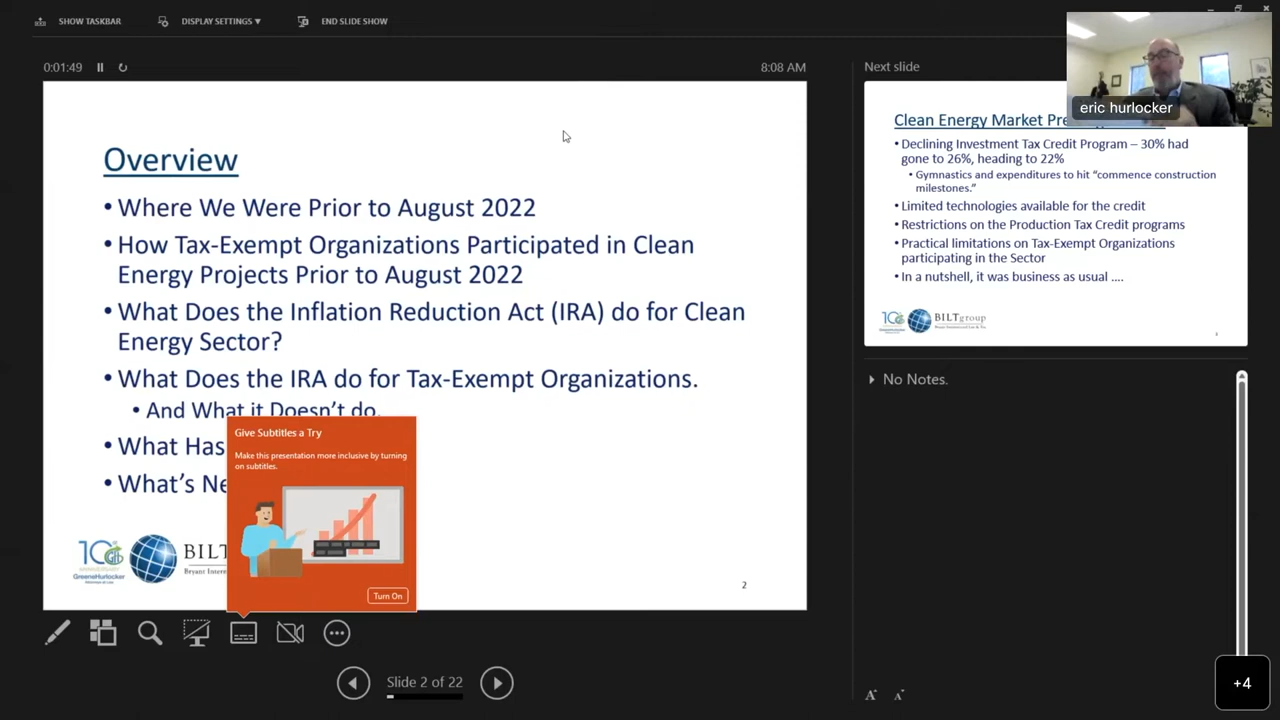 SHOW TASKBAR
DISPLAY SETTINGS
END SLIDE SHOW
0:01:49
8:08 AM
Overview
• Where We Were Prior to August 2022
• How Tax-Exempt Organizations Participated in Clean
Energy Projects Prior to August 2022
• What Does the Inflation Reduction Act (IRA) do for Clean
Energy Sector?
• What Does the IRA do for Tax-Exempt Organizations.
• And What it Doesn't do.
• What Has
• What's Ne
Give Subtitles a Try
Make this presentation more inclusive by turning
on subtitles.
Turn On
10
GreeneHurlocker
BILT
Bryant Inter
2
Slide 2 of 22
Next slide
eric hurlocker
Clean Energy Market Pre
• Declining Investment Tax Credit Program – 30% had
gone to 26%, heading to 22%
• Gymnastics and expenditures to hit “commence construction
milestones.”
• Limited technologies available for the credit
• Restrictions on the Production Tax Credit programs
• Practical limitations on Tax-Exempt Organizations
participating in the Sector
• In a nutshell, it was business as usual ....
BILTgroup
No Notes.
A A
+4